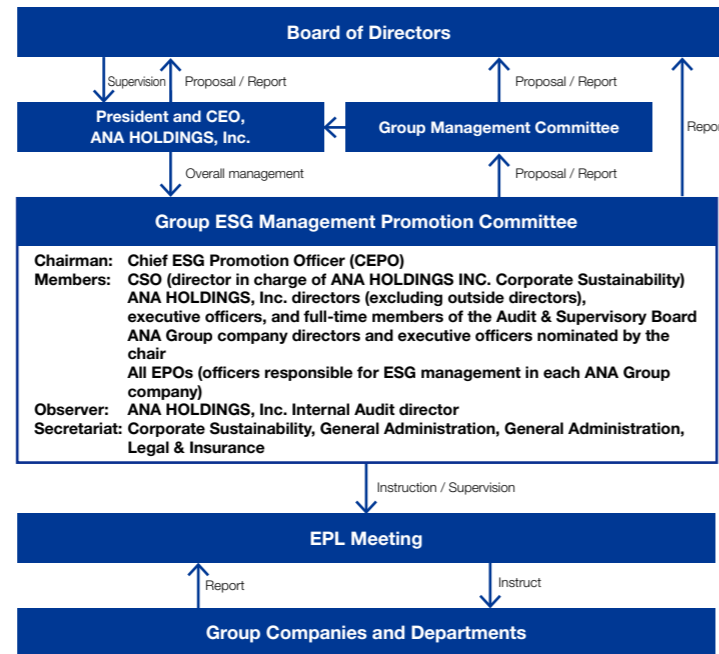 Board of Directors
Supervision
Proposal / Report
Proposal / Report
President and CEO,
ANA HOLDINGS, Inc.
Group Management Committee
Overall management
Proposal / Report
Group ESG Management Promotion Committee
Chairman: Chief ESG Promotion Officer (CEPO)
Members: CSO (director in charge of ANA HOLDINGS INC. Corporate Sustainability)
ANA HOLDINGS, Inc. directors (excluding outside directors),
executive officers, and full-time members of the Audit & Supervisory Board
ANA Group company directors and executive officers nominated by the
chair
All EPOs (officers responsible for ESG management in each ANA Group
company)
Observer: ANA HOLDINGS, Inc. Internal Audit director
Secretariat: Corporate Sustainability, General Administration, General Administration,
Legal & Insurance
Instruction / Supervision
EPL Meeting
Report
Instruct
Group Companies and Departments